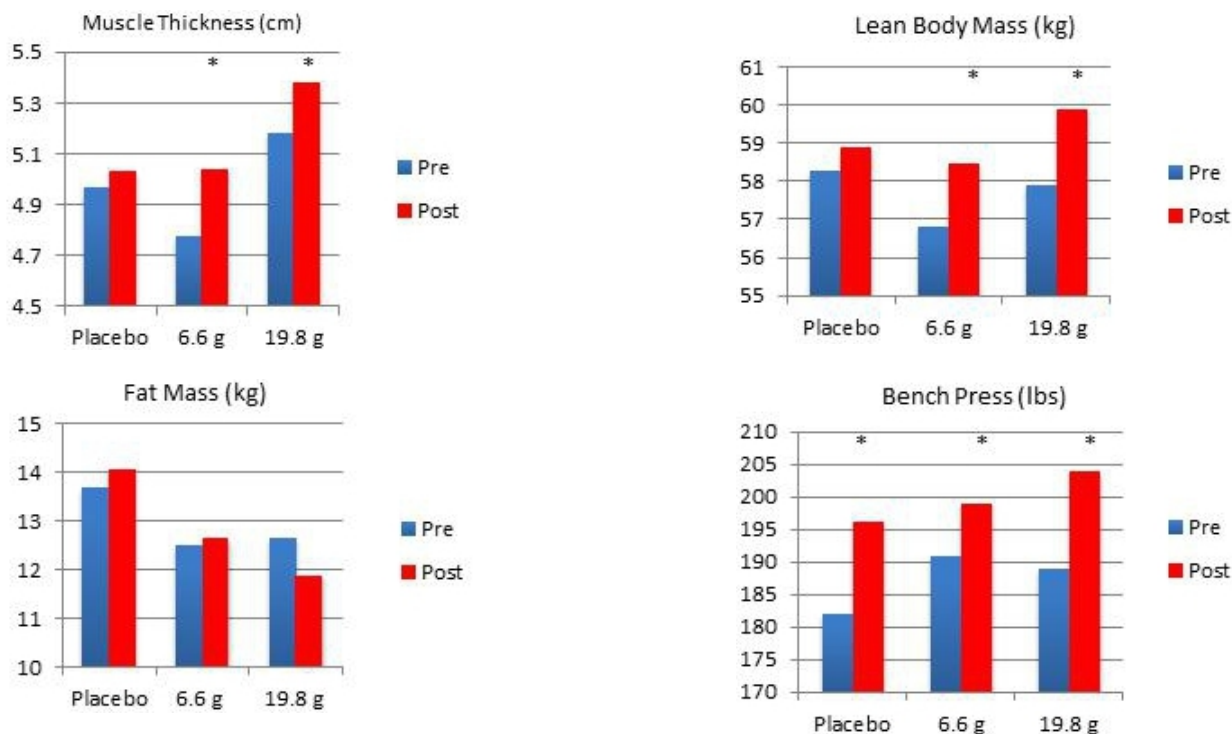 Muscle Thickness (cm)
5.5
5.3
5.1
4.9
4.7
4.5
* *
Placebo 6.6 g 19.8 g
Pre
Post
Lean Body Mass (kg)
61
60
59
58
57
56
55
* *
Placebo 6.6 g 19.8 g
Pre
Post
Fat Mass (kg)
15
14
13
12
11
10
Placebo 6.6 g 19.8 g
Pre
Post
Bench Press (lbs)
210
205
200
195
190
185
180
175
170
* * *
Placebo 6.6 g 19.8 g
Pre
Post